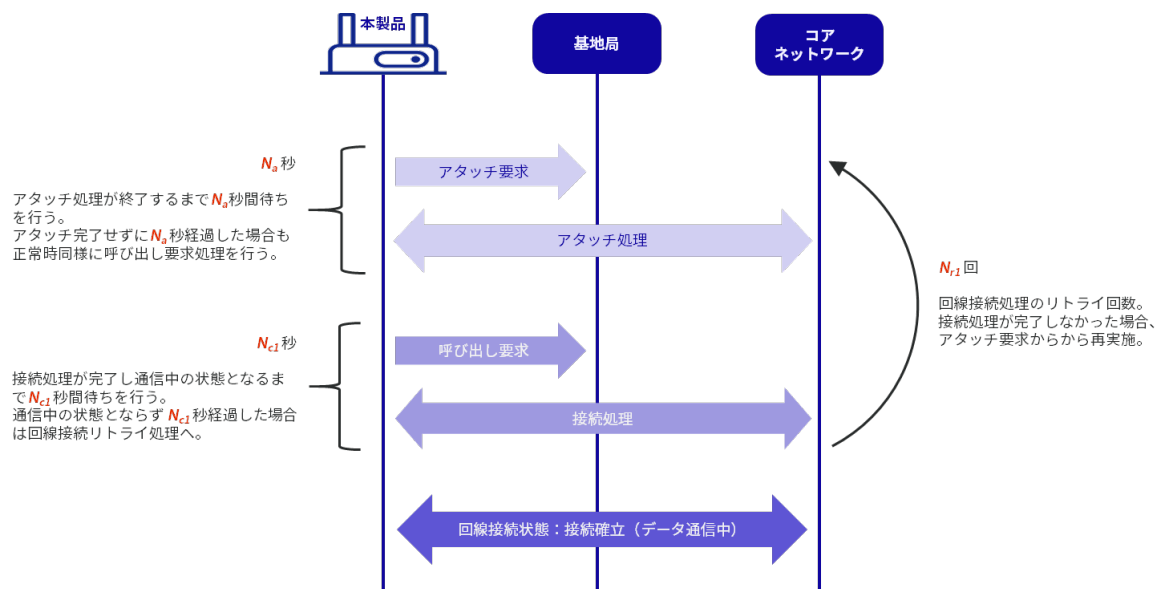 本製品
基地局
コア
ネットワーク
Na 秒
アタッチ処理が終了するまでNa秒間待ち
を行う。
アタッチ完了せずにNa秒経過した場合も
正常時同様に呼び出し要求処理を行う。
アタッチ要求
アタッチ処理
Nr1 回
回線接続処理のリトライ回数。
接続処理が完了しなかった場合、
アタッチ要求からから再実施。
Nc1 秒
接続処理が完了し通信中の状態となるま
でNc1 秒間待ちを行う。
通信中の状態とならず Nc1 秒経過した場合
は回線接続リトライ処理へ。
呼び出し要求
接続処理
回線接続状態：接続確立（データ通信中）